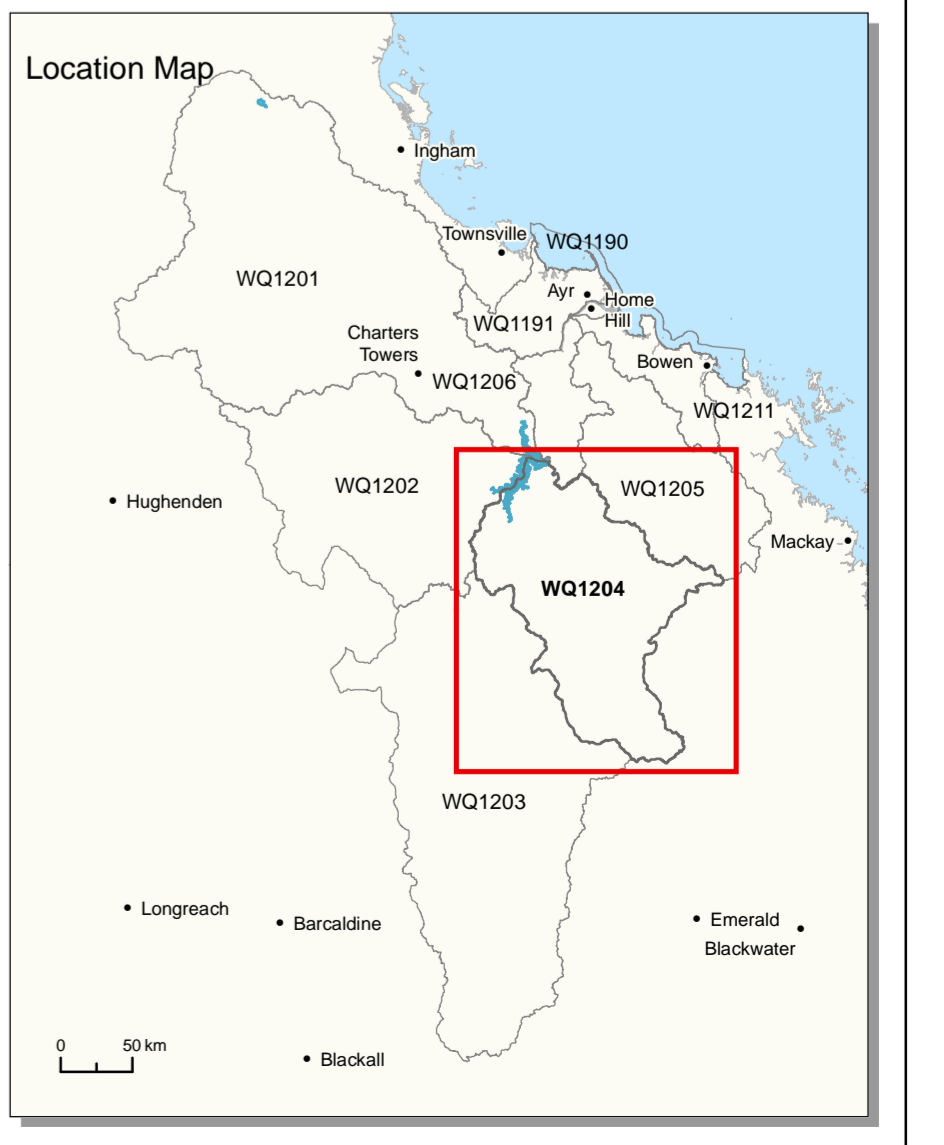 Location Map
Ingham
Townsville
WQ1190
WQ1201
Ayr
Home
Hill
WQ1191
Charters
Towers
Bowen
WQ1206
WQ1211
WQ1202
WQ1205
Hughenden
Mackay
WQ1204
WQ1203
Longreach
Barcaldine
Emerald
Blackwater
0 50 km
Blackall